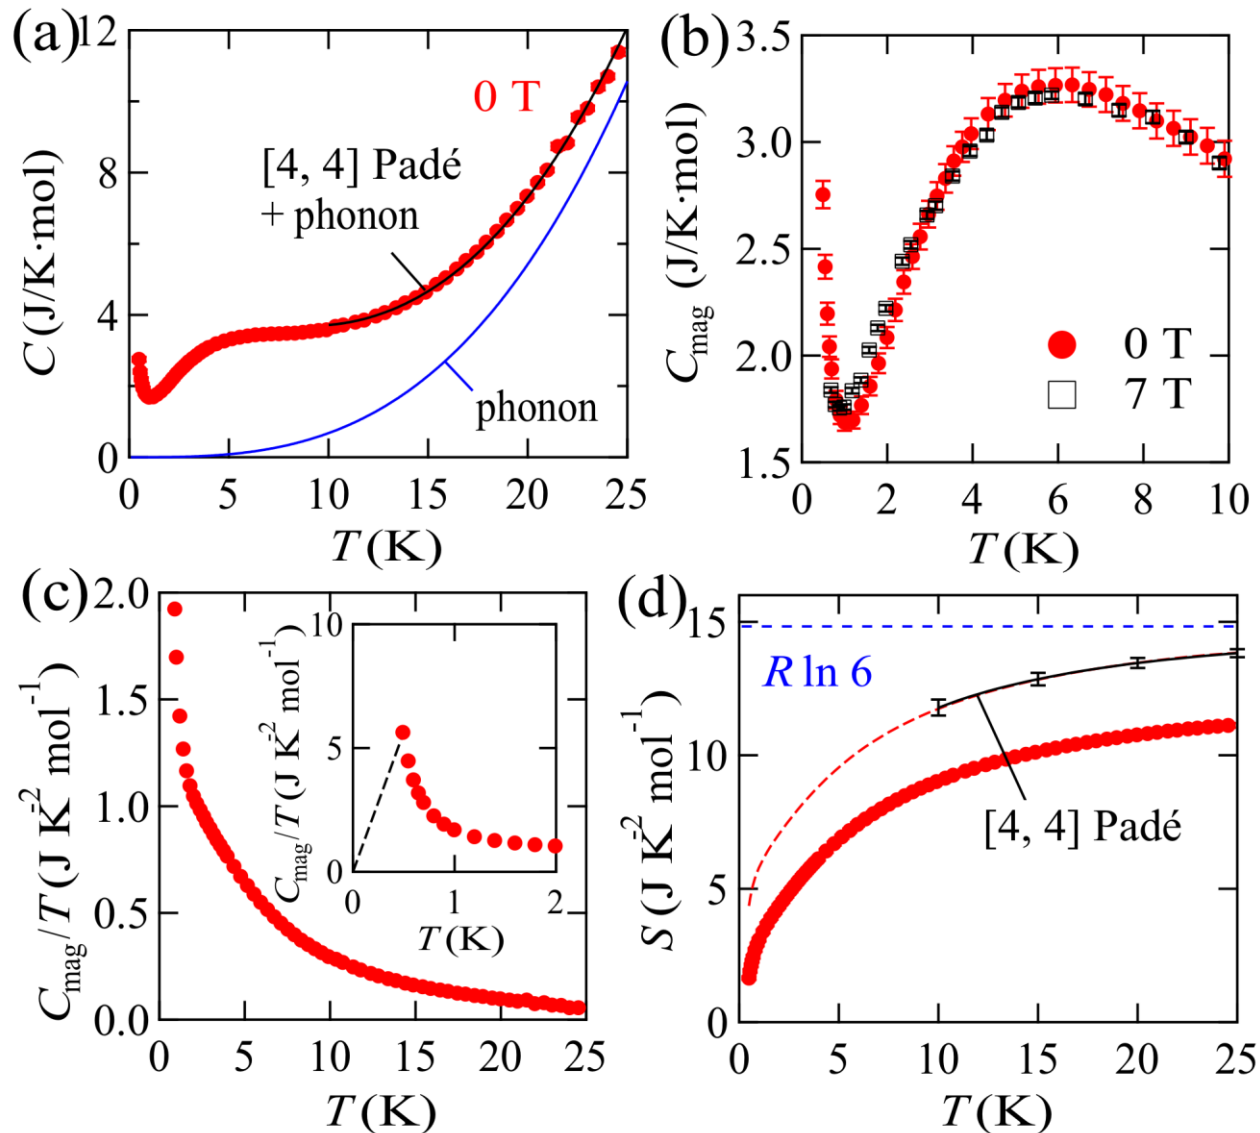 (a)
12
8
4
0
C (J/K·mol)
0 T
[4, 4] Padé
+ phonon
phonon
0 5 10 15 20 25
T (K)
(b)
3.5
3.0
2.5
2.0
1.5
Cmag (J/K·mol)
0 T
7 T
0 2 4 6 8 10
T (K)
(c)
2.0
1.5
1.0
0.5
0.0
Cmag/T (J K-2 mol-1)
10
5
0
Cmag/T (J K-2 mol-1)
0 1 2
T (K)
0 5 10 15 20 25
T (K)
(d)
15
10
5
0
S (J K-2 mol-1)
R ln 6
[4, 4] Padé
0 5 10 15 20 25
T (K)